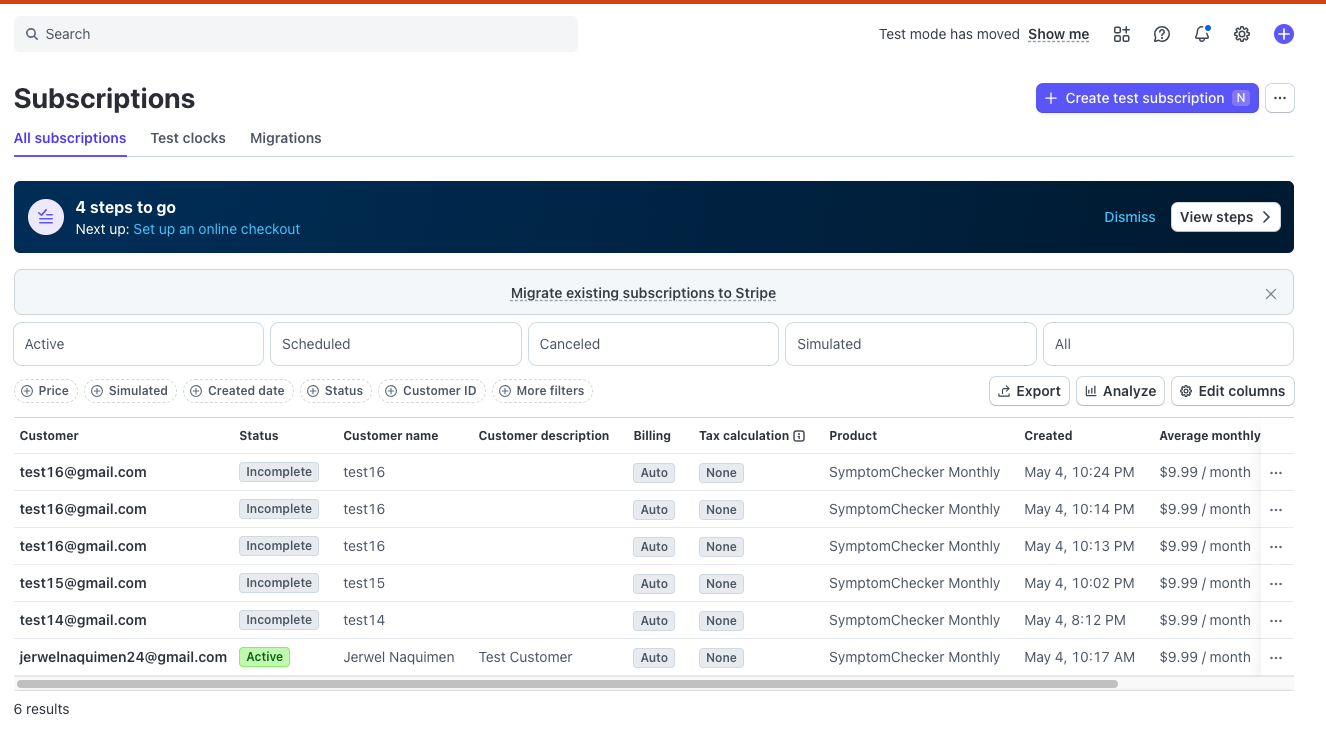 Search
Test mode has moved Show me
Subscriptions
+ Create test subscription N
All subscriptions Test clocks Migrations
4 steps to go
Next up: Set up an online checkout
Dismiss View steps
Migrate existing subscriptions to Stripe
Active Scheduled Canceled Simulated All
Price Simulated Created date Status Customer ID More filters Export Analyze Edit columns
Customer Status Customer name Customer description Billing Tax calculation Product Created Average monthly
test16@gmail.com Incomplete test16 Auto None SymptomChecker Monthly May 4, 10:24 PM $9.99 / month
test16@gmail.com Incomplete test16 Auto None SymptomChecker Monthly May 4, 10:14 PM $9.99 / month
test16@gmail.com Incomplete test16 Auto None SymptomChecker Monthly May 4, 10:13 PM $9.99 / month
test15@gmail.com Incomplete test15 Auto None SymptomChecker Monthly May 4, 10:02 PM $9.99 / month
test14@gmail.com Incomplete test14 Auto None SymptomChecker Monthly May 4, 8:12 PM $9.99 / month
jerwelnaquimen24@gmail.com Active Jerwel Naquimen Test Customer Auto None SymptomChecker Monthly May 4, 10:17 AM $9.99 / month
6 results